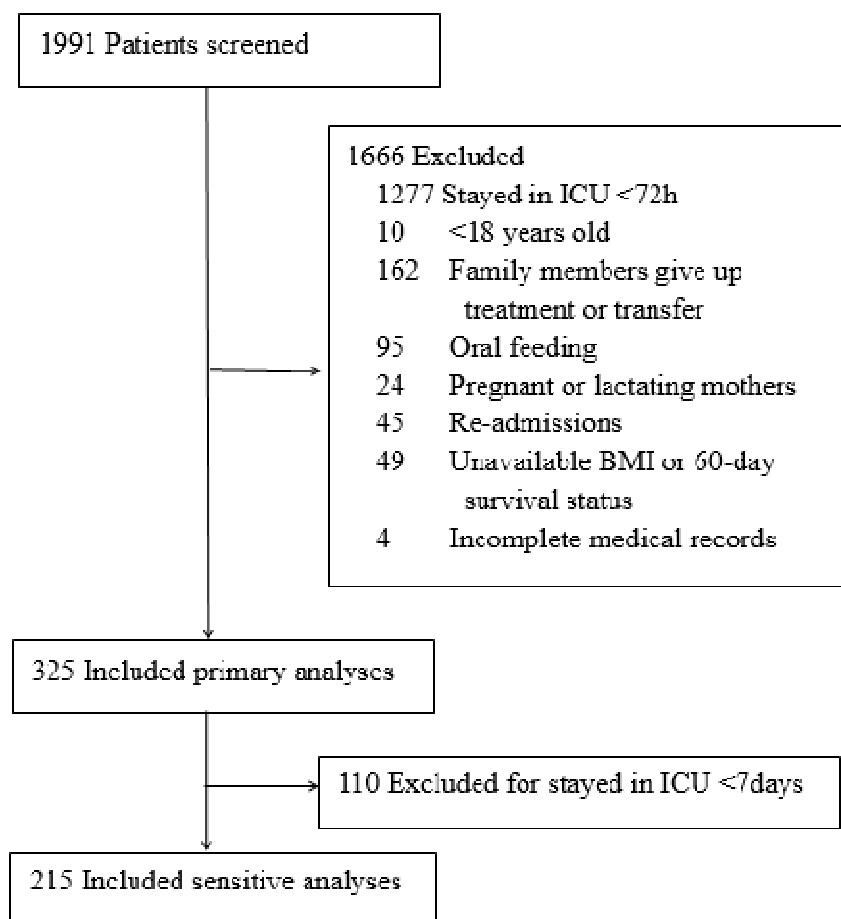 1991 Patients screened
1666 Excluded
1277 Stayed in ICU <72h
10 <18 years old
162 Family members give up
treatment or transfer
95 Oral feeding
24 Pregnant or lactating mothers
45 Re-admissions
49 Unavailable BMI or 60-day
survival status
4 Incomplete medical records
325 Included primary analyses
110 Excluded for stayed in ICU <7days
215 Included sensitive analyses